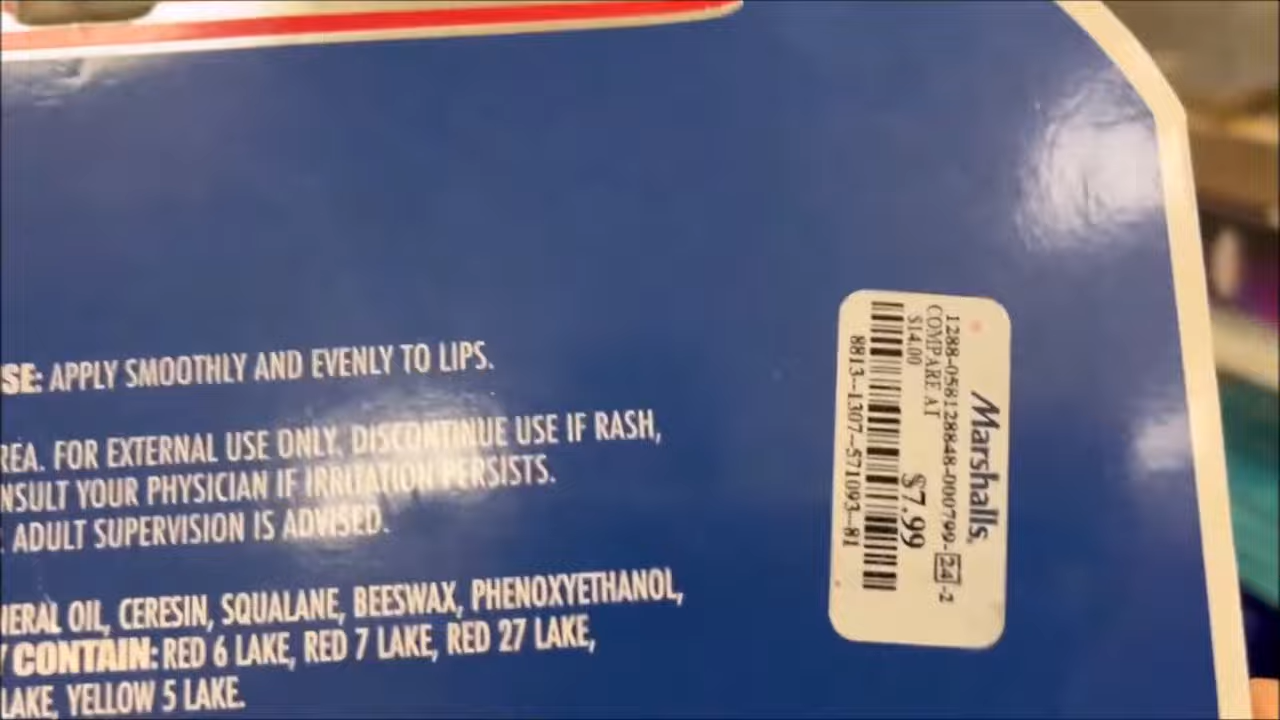 SE: APPLY SMOOTHLY AND EVENLY TO LIPS.
REA. FOR EXTERNAL USE ONLY. DISCONTINUE USE IF RASH,
NSULT YOUR PHYSICIAN IF IRRITATION PERSISTS.
ADULT SUPERVISION IS ADVISED.
NERAL OIL, CERESIN, SQUALANE, BEESWAX, PHENOXYETHANOL,
Y CONTAIN: RED 6 LAKE, RED 7 LAKE, RED 27 LAKE,
LAKE, YELLOW 5 LAKE.
Marshalls
1288-058128848-000799-24-2
COMPARE AT
$14.00
$7.99
8813-1307-571093-81